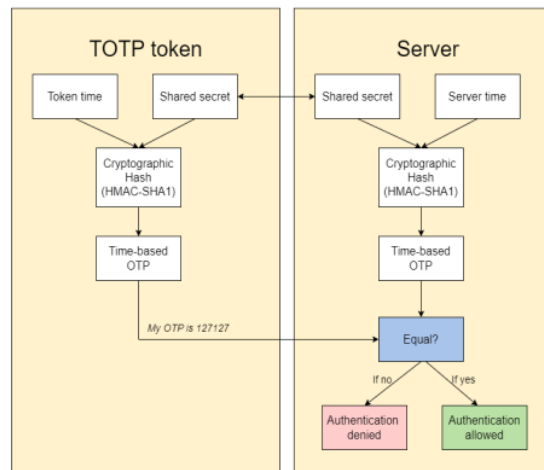 TOTP token
Server
Token time
Shared secret
Shared secret
Server time
Cryptographic
Hash
(HMAC-SHA1)
Cryptographic
Hash
(HMAC-SHA1)
Time-based
OTP
Time-based
OTP
My OTP is 127127
Equal?
If no
If yes
Authentication
denied
Authentication
allowed